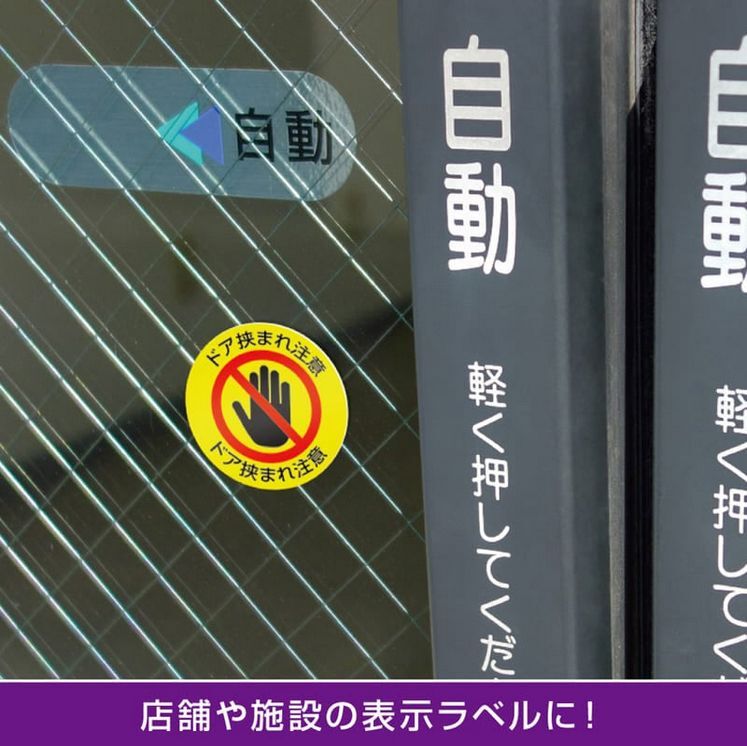 自動
自動
軽く押してくだ
自動
軽く押してく
ドア挟まれ注意
ドア挟まれ注意
店舗や施設の表示ラベルに!